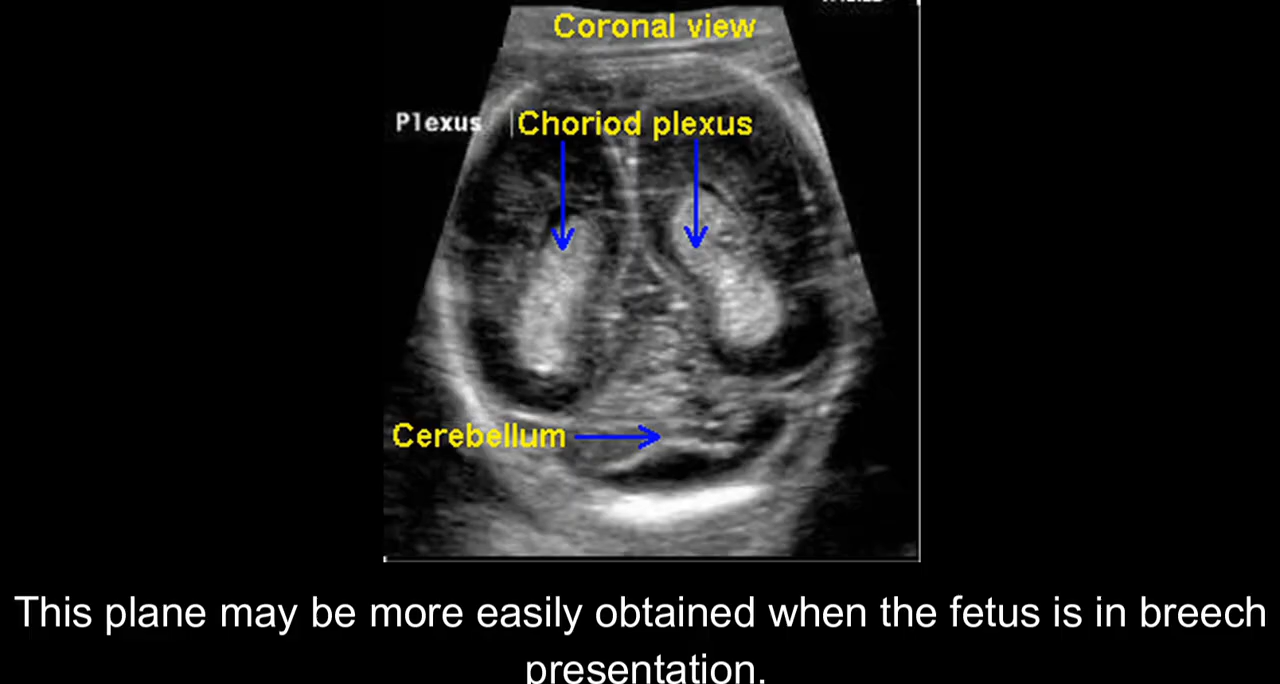 Coronal view
Plexus
Choriod plexus
Cerebellum
This plane may be more easily obtained when the fetus is in breech
presentation.